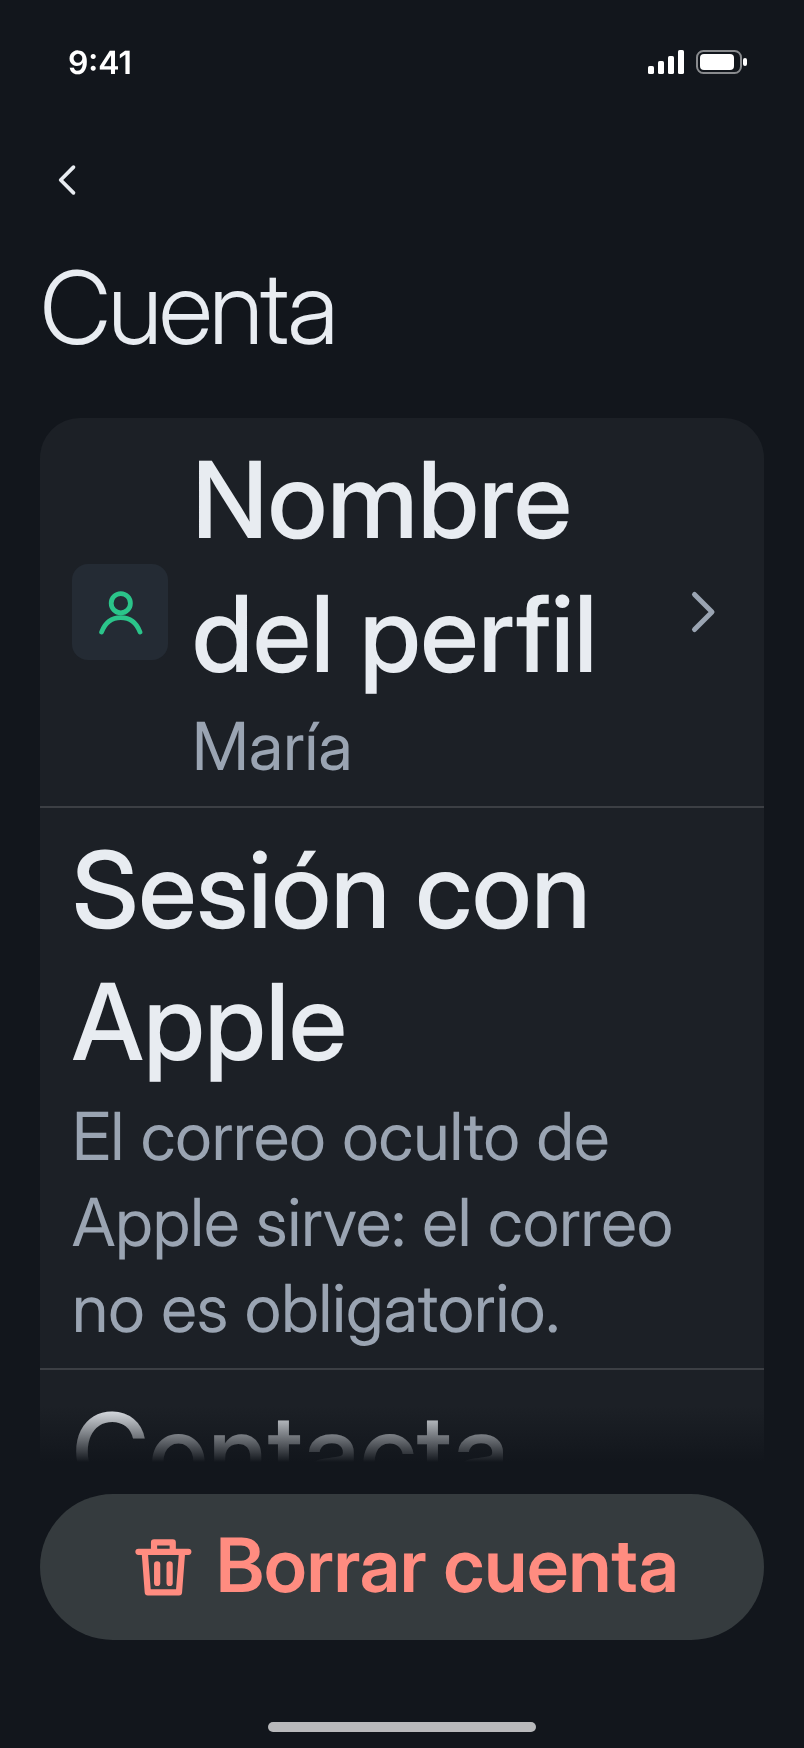 9:41
Cuenta
Nombre
del perfil
María
Sesión con
Apple
El correo oculto de
Apple sirve: el correo
no es obligatorio.
Contacta
Borrar cuenta